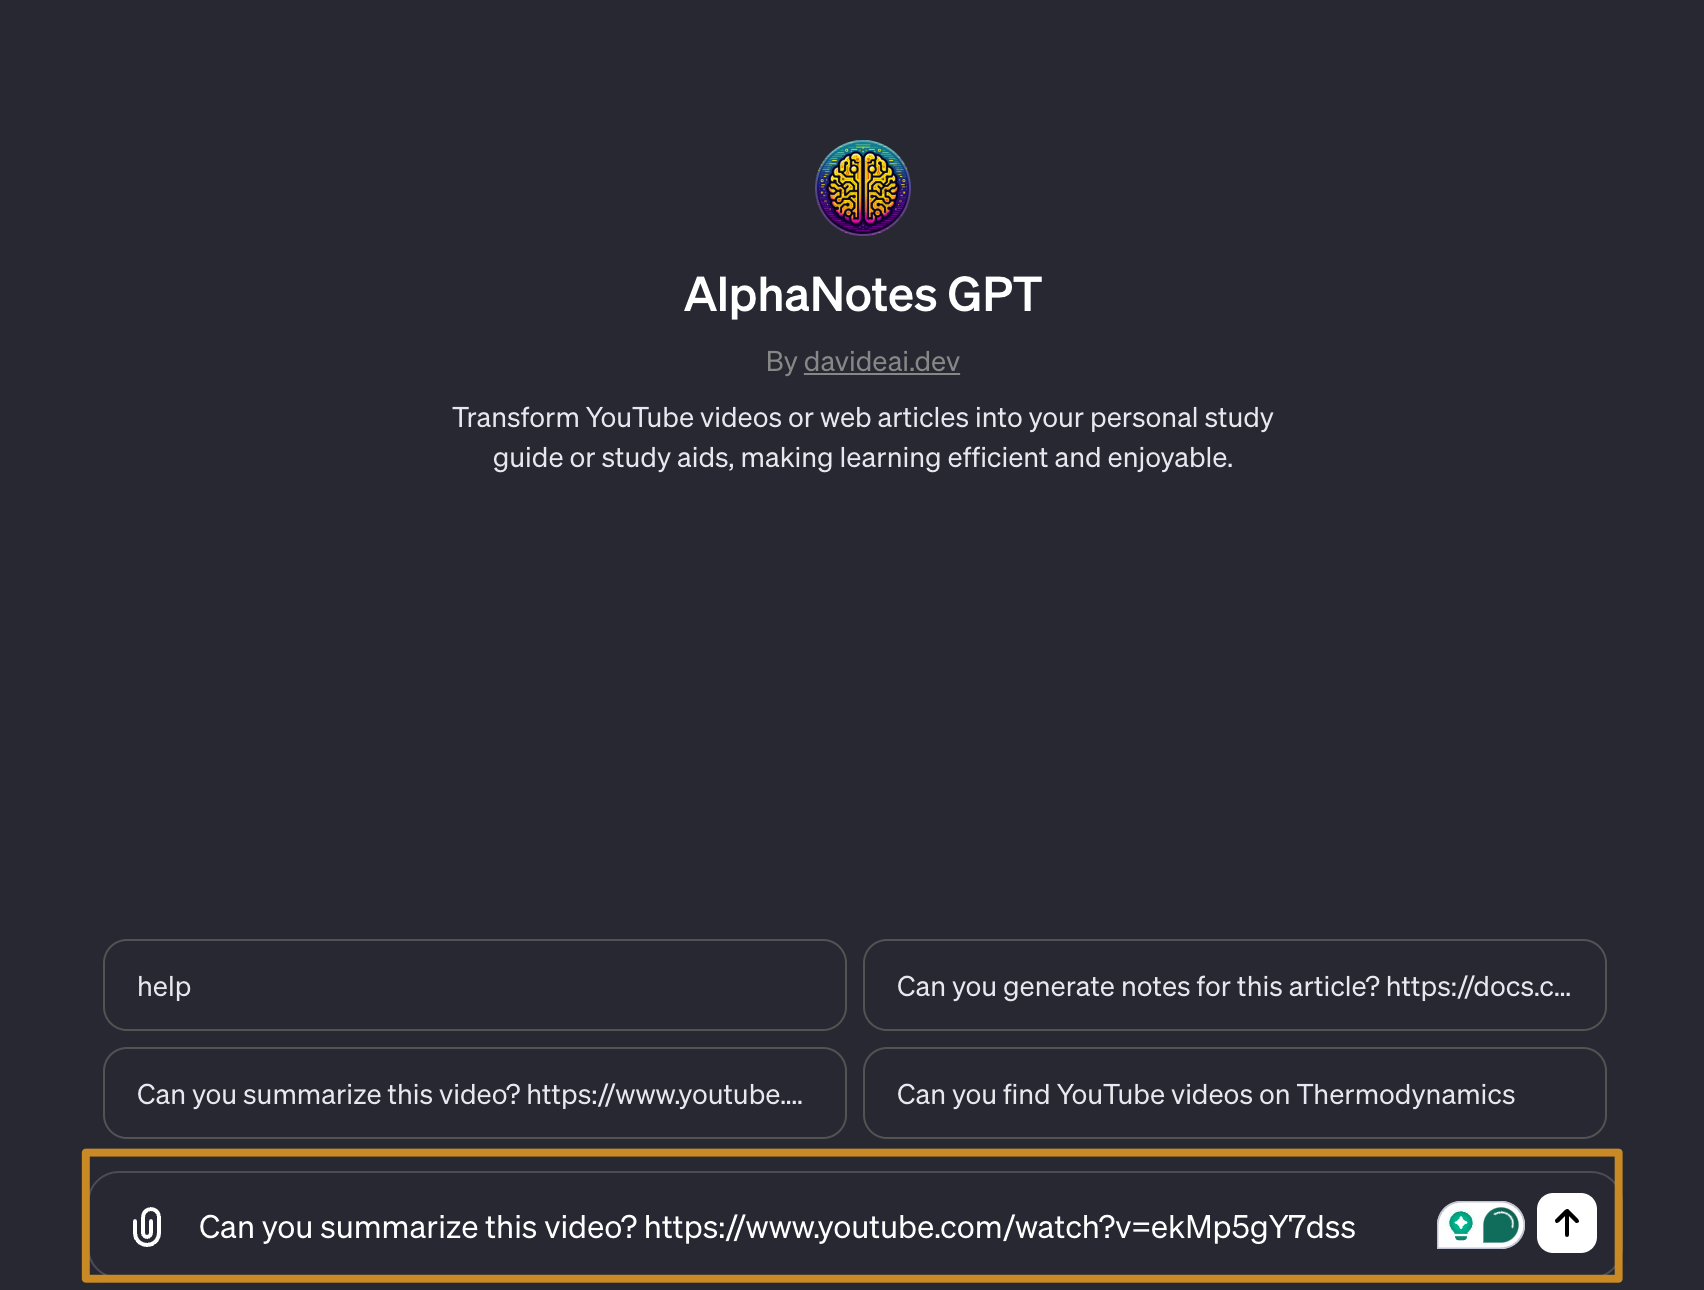 AlphaNotes GPT
By davideai.dev
Transform YouTube videos or web articles into your personal study
guide or study aids, making learning efficient and enjoyable.
help
Can you generate notes for this article? https://docs.c...
Can you summarize this video? https://www.youtube....
Can you find YouTube videos on Thermodynamics
Can you summarize this video? https://www.youtube.com/watch?v=ekMp5gY7dss